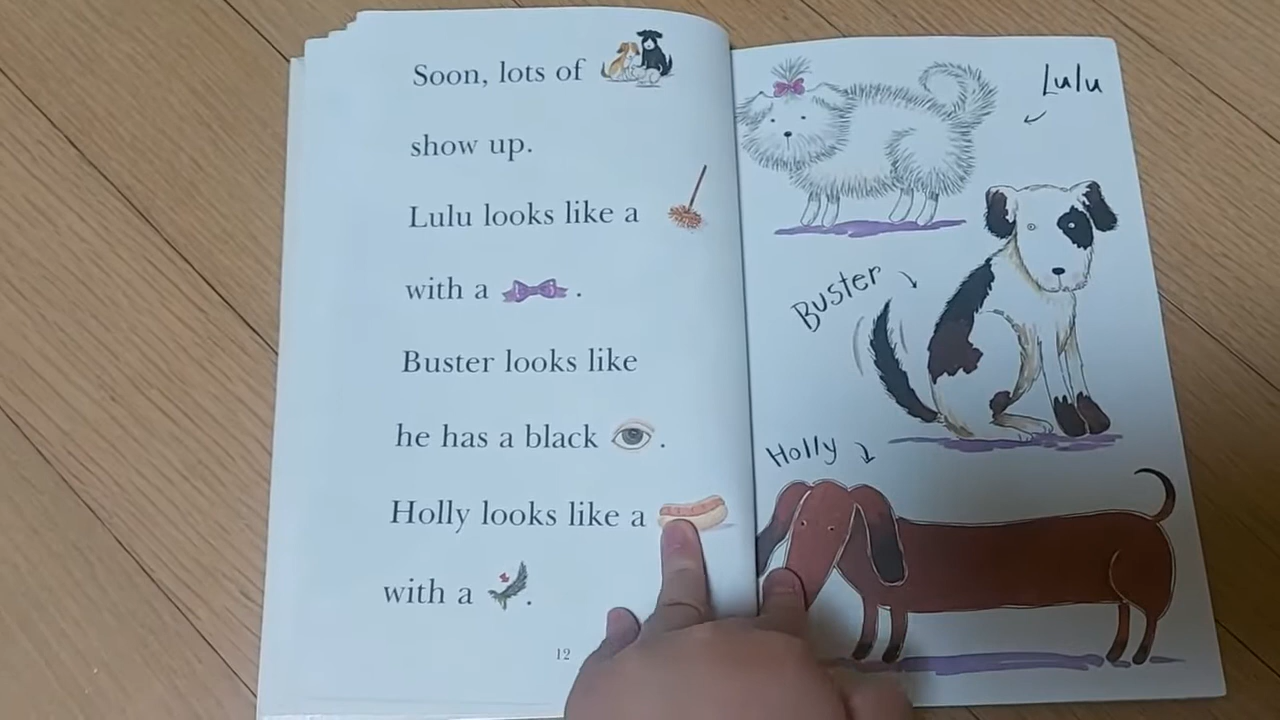 Soon, lots of
show up.
Lulu looks like a
with a .
Buster looks like
he has a black .
Holly looks like a
with a .
12
Lulu
Buster
Holly